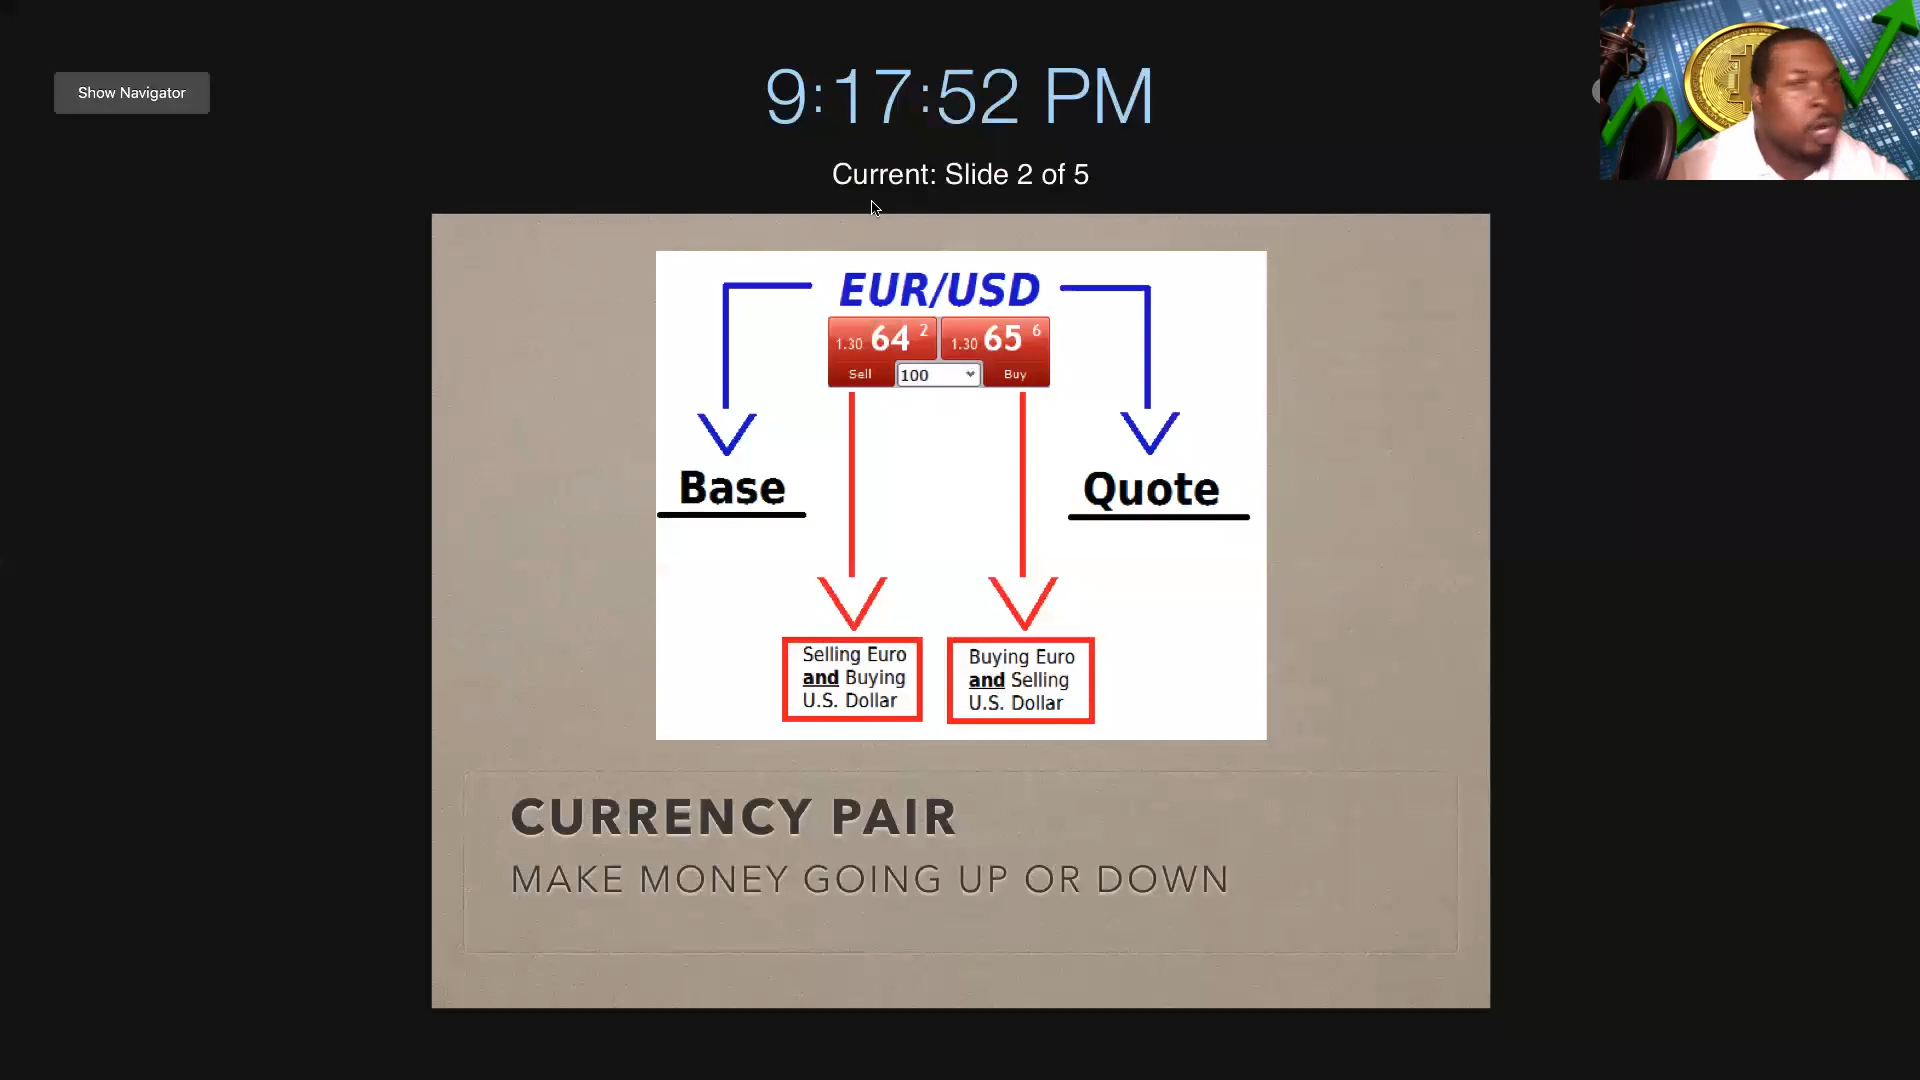 Show Navigator
9:17:52 PM
Current: Slide 2 of 5
EUR/USD
1.30 64 2 1.30 65 6
Sell 100 Buy
Base
Quote
Selling Euro
and Buying
U.S. Dollar
Buying Euro
and Selling
U.S. Dollar
CURRENCY PAIR
MAKE MONEY GOING UP OR DOWN